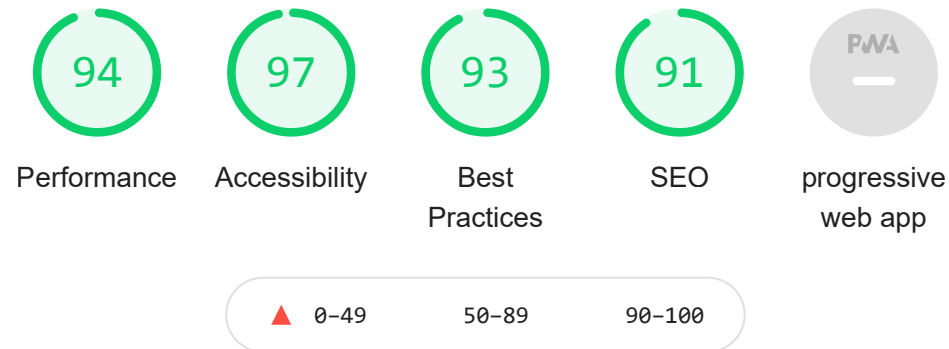 94 97 93 91 PWA
Performance Accessibility Best Practices SEO progressive web app
0–49 50–89 90–100